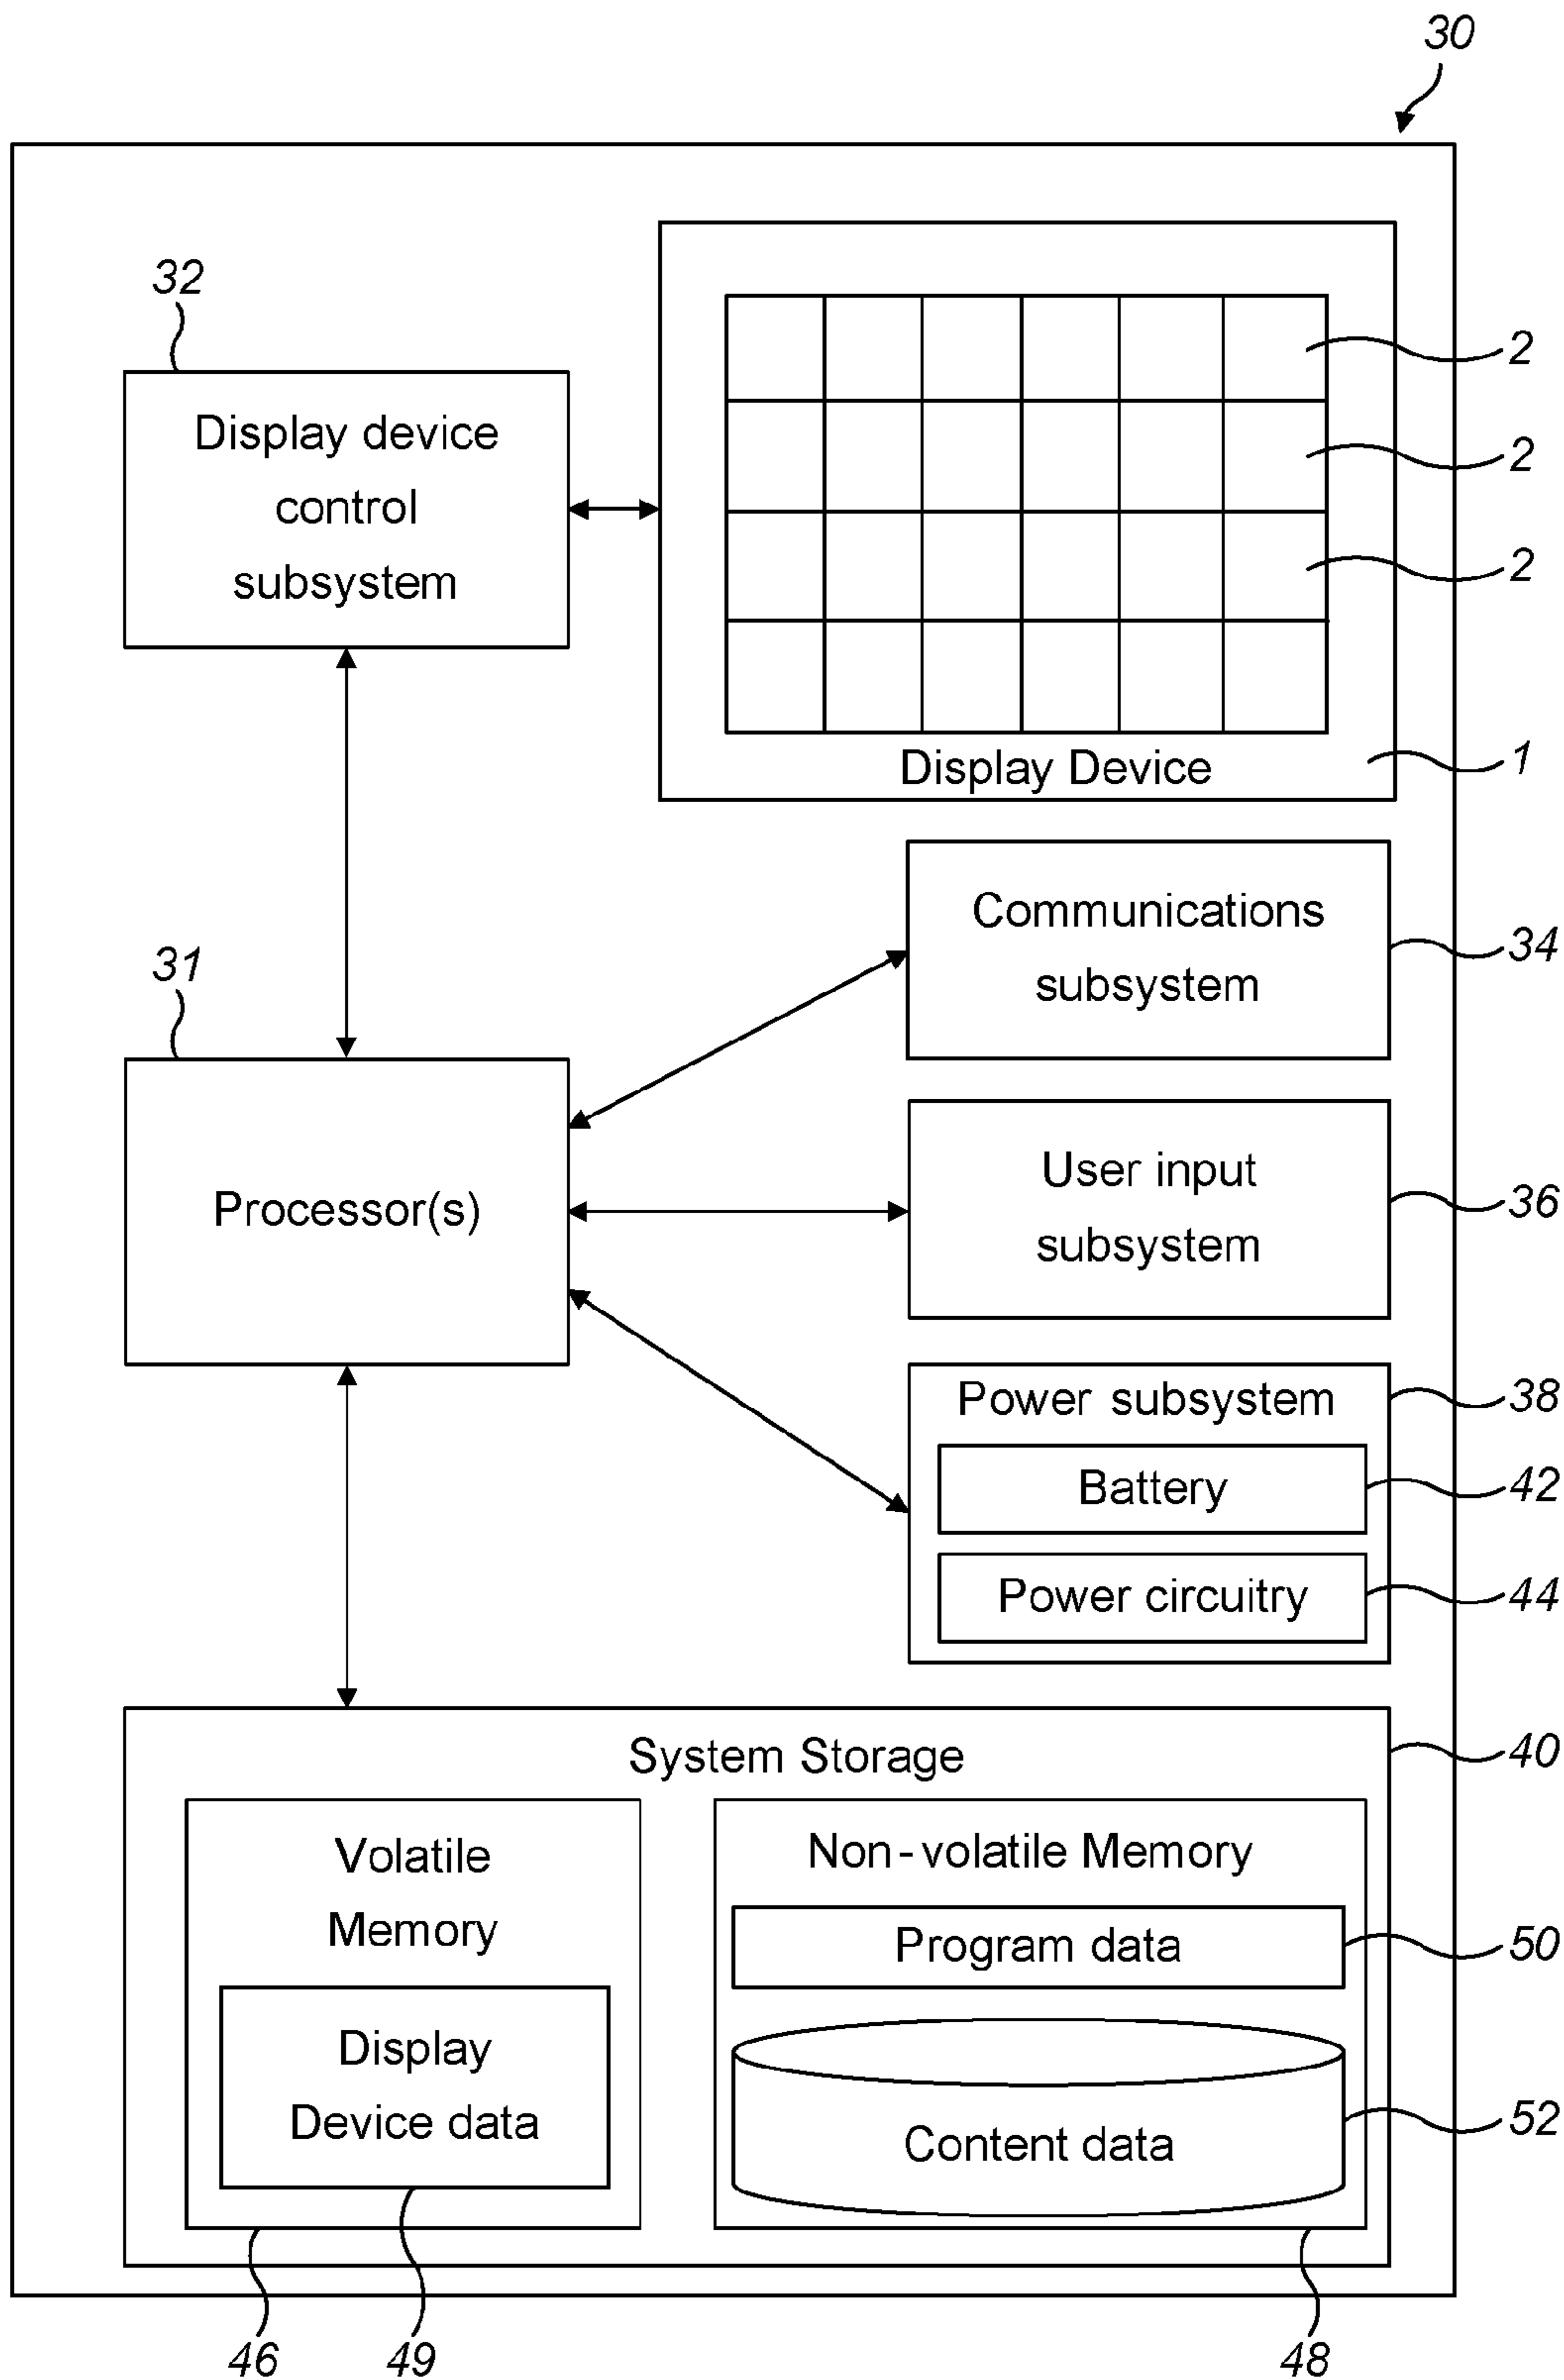 30
32
Display device
control
subsystem
2
2
2
Display Device
1
Communications
subsystem
34
31
Processor(s)
User input
subsystem
36
Power subsystem
38
Battery
42
Power circuitry
44
System Storage
40
Volatile
Memory
Display
Device data
Non-volatile Memory
Program data
50
Content data
52
46
49
48